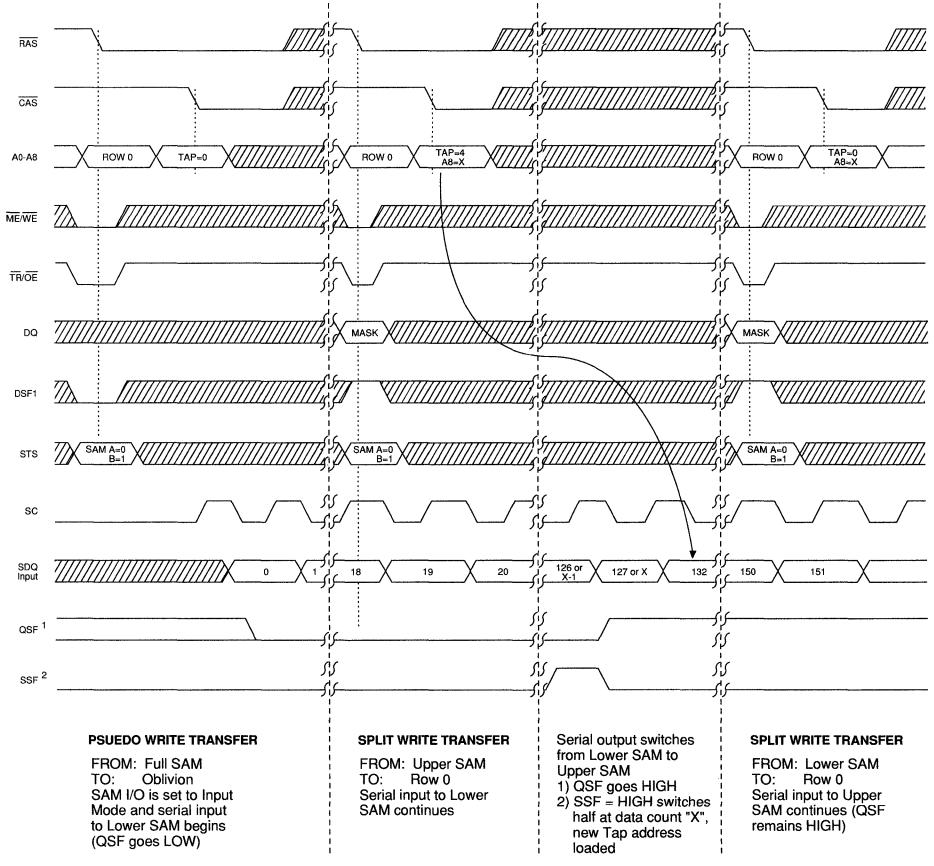 RAS
CAS
A0-A8 ROW 0 TAP=0 ROW 0 TAP=4 A8=X ROW 0 TAP=0 A8=X
ME/WE
TR/OE
DQ MASK MASK
DSF1
STS SAM A=0 B=1 SAM A=0 B=1 SAM A=0 B=1
SC
SDQ Input 0 1 18 19 20 126 or X-1 127 or X 132 150 151
QSF 1
SSF 2
PSUEDO WRITE TRANSFER
FROM: Full SAM
TO: Oblivion
SAM I/O is set to Input
Mode and serial input
to Lower SAM begins
(QSF goes LOW)
SPLIT WRITE TRANSFER
FROM: Upper SAM
TO: Row 0
Serial input to Lower
SAM continues
Serial output switches
from Lower SAM to
Upper SAM
1) QSF goes HIGH
2) SSF = HIGH switches
half at data count "X",
new Tap address
loaded
SPLIT WRITE TRANSFER
FROM: Lower SAM
TO: Row 0
Serial input to Upper
SAM continues (QSF
remains HIGH)